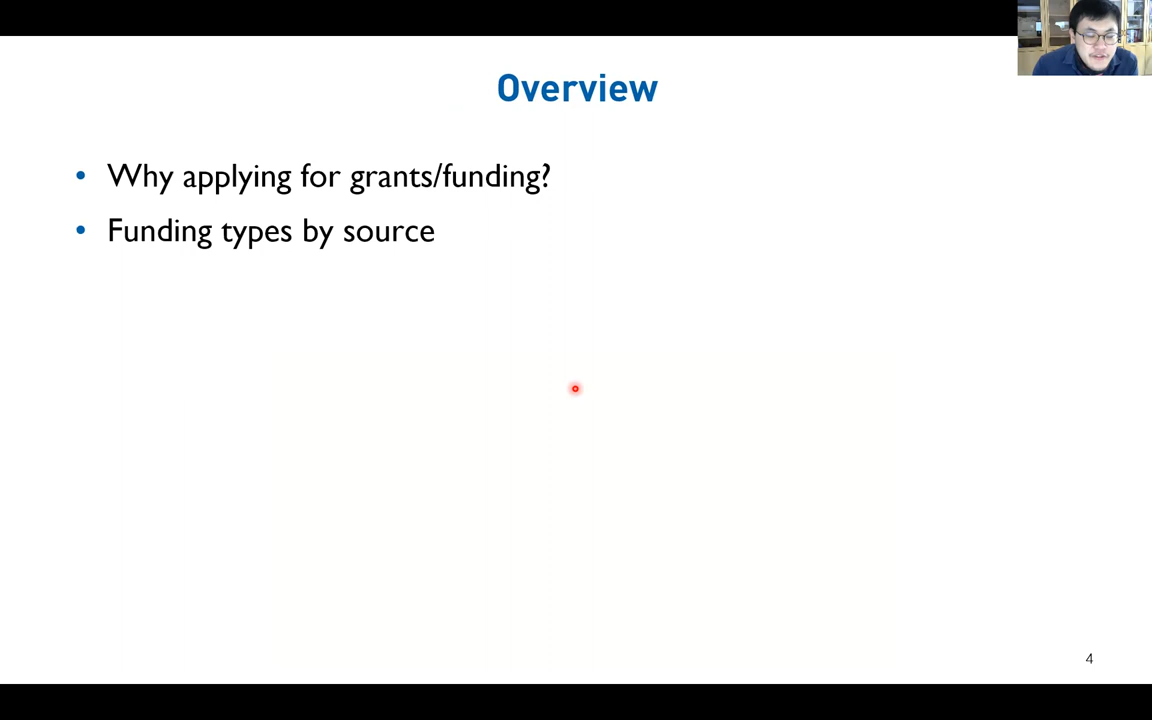 Overview
• Why applying for grants/funding?
• Funding types by source
4